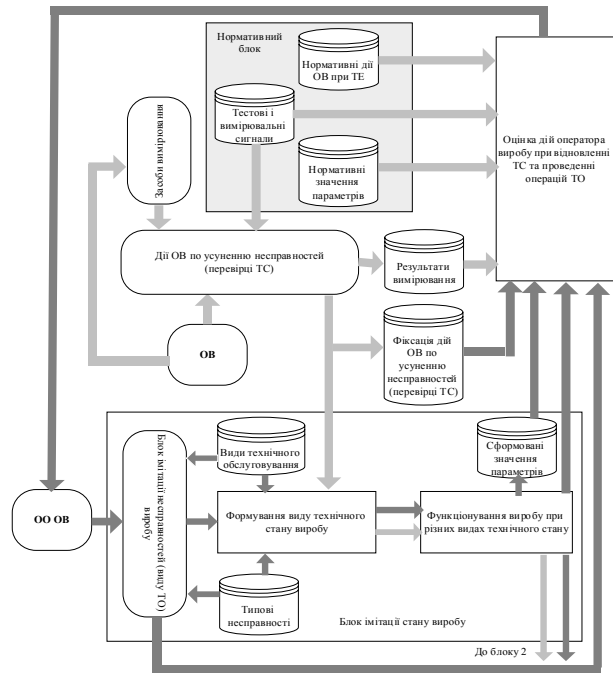 Нормативний
блок
Нормативні дії
ОВ при ТЕ
Тестові і
вимірювальні
сигнали
Нормативні
значення
параметрів
Оцінка дій оператора
виробу при відновленні
ТС та проведенні
операцій ТО
Засоби вимірювання
Дії ОВ по усуненню несправностей
(перевірці ТС)
Результати
вимірювання
ОВ
Фіксація дій
ОВ по
усуненню
несправностей
(перевірці ТС)
Види технічного
обслуговування
Сформовані
значення
параметрів
ОО ОВ
Блок імітації несправностей (виду ТО)
виробу
Формування виду технічного
стану виробу
Функціонування виробу при
різних видах технічного стану
Типові
несправності
Блок імітації стану виробу
До блоку 2